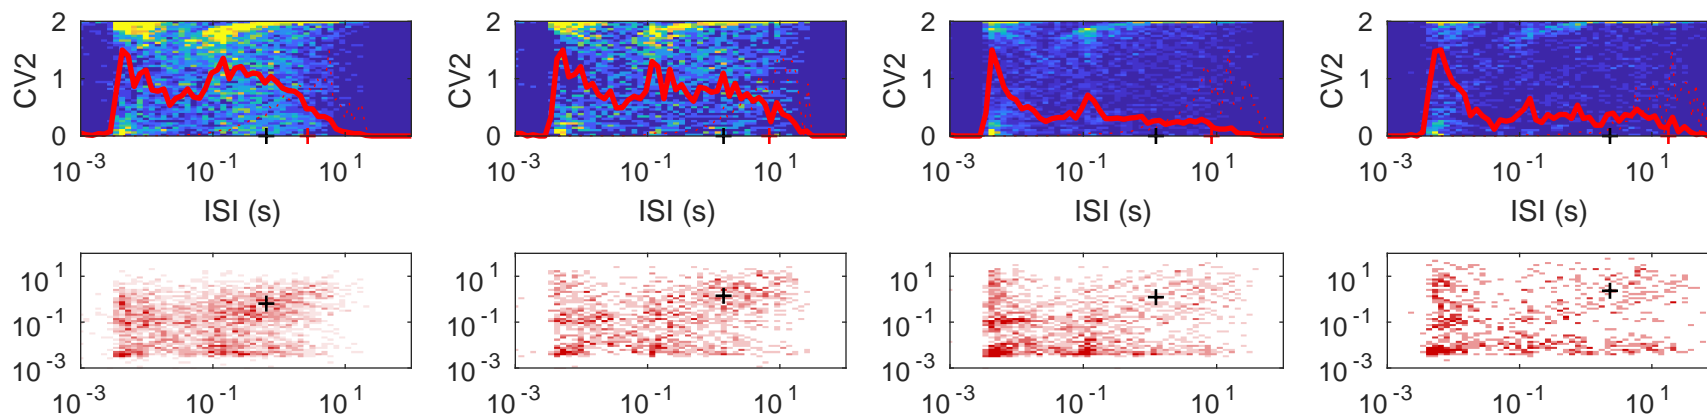 2 2 2 2
CV2 CV2 CV2 CV2
1 1 1 1
0 0 0 0
10^-3 10^-1 10^1 10^-3 10^-1 10^1 10^-3 10^-1 10^1 10^-3 10^-1 10^1
ISI (s) ISI (s) ISI (s) ISI (s)
10^1 10^1 10^1 10^1
10^-1 10^-1 10^-1 10^-1
10^-3 10^-3 10^-3 10^-3
10^-3 10^-1 10^1 10^-3 10^-1 10^1 10^-3 10^-1 10^1 10^-3 10^-1 10^1